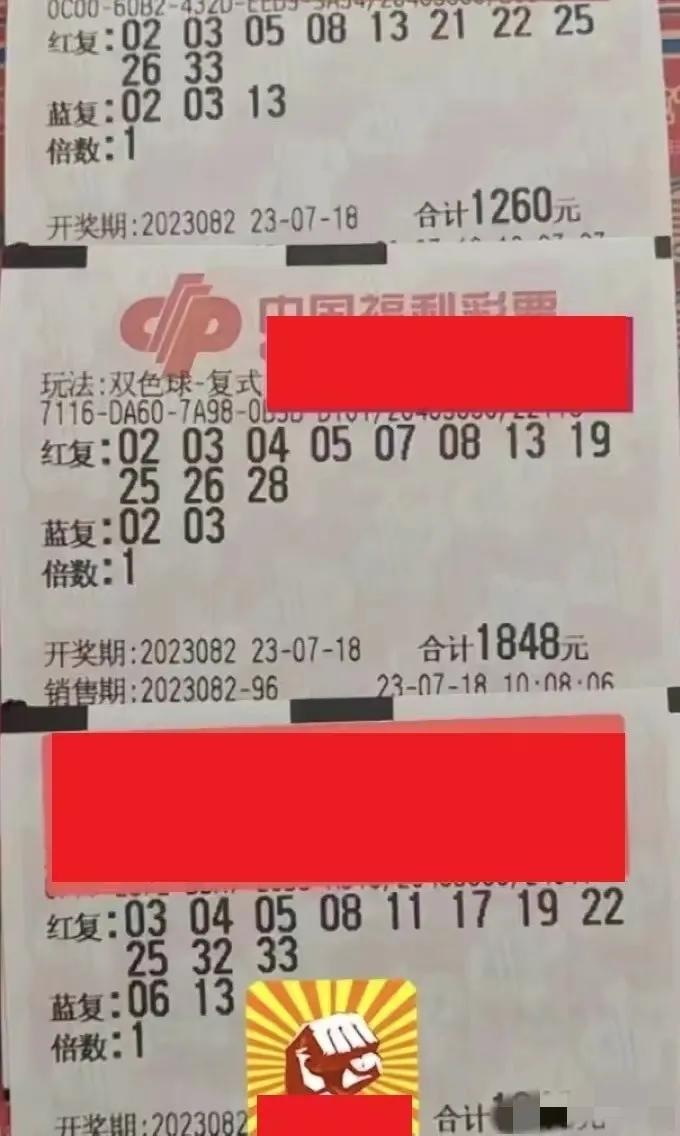 红复:02 03 05 08 13 21 22 25
26 33
蓝复:02 03 13
倍数:1
开奖期:2023082 23-07-18 合计1260元
中国福利彩票
玩法:双色球-复式
7116-DA60-7A98-
红复:02 03 04 05 07 08 13 19
25 26 28
蓝复:02 03
倍数:1
开奖期:2023082 23-07-18 合计1848元
销售期:2023082-96 23-07-18 10:08:06
红复:03 04 05 08 11 17 19 22
25 32 33
蓝复:06 13
倍数:1
开奖期:2023082 合计